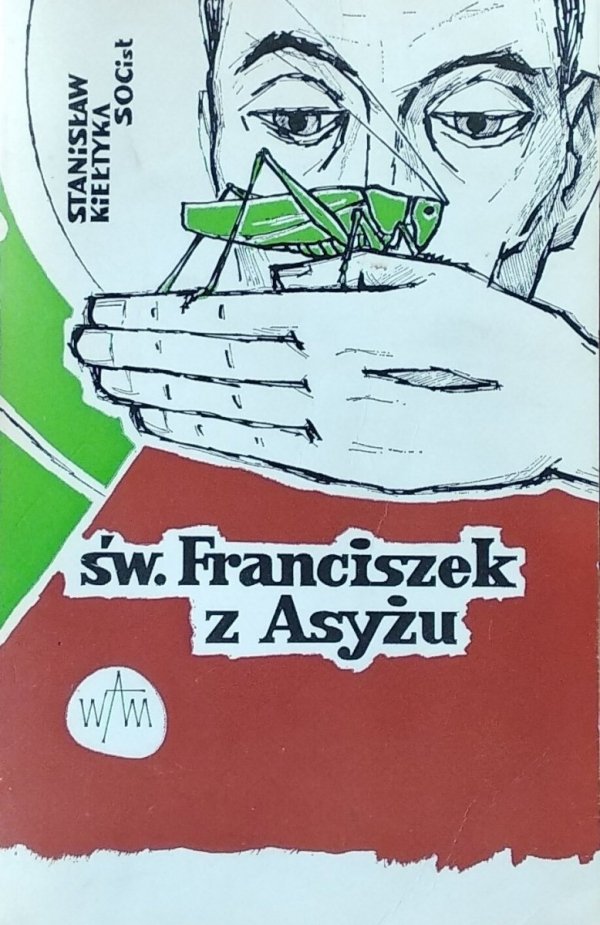 STANISŁAW
KIEŁTYKA
SOCist
św. Franciszek
z Asyżu
WAM